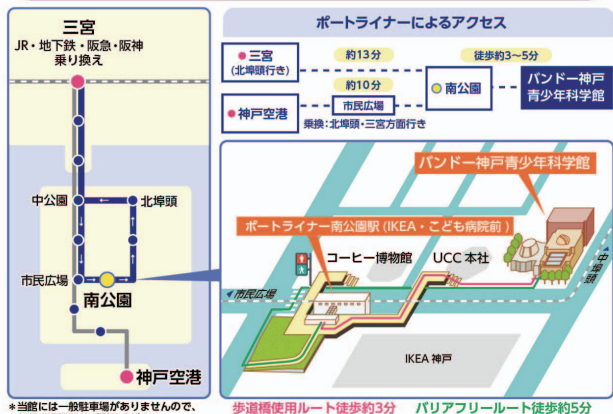 三宮
JR・地下鉄・阪急・阪神
乗り換え
中公園
北埠頭
市民広場
南公園
神戸空港
*当館には一般駐車場がありませんので、
ポートライナーによるアクセス
三宮
(北埠頭行き)
約13分
徒歩約3~5分
神戸空港
約10分
市民広場
乗換:北埠頭・三宮方面行き
南公園
バンドー神戸
青少年科学館
バンドー神戸青少年科学館
ポートライナー南公園駅(IKEA・こども病院前)
コーヒー博物館
UCC本社
市民広場
中埠頭
IKEA神戸
歩道橋使用ルート徒歩約3分
バリアフリールート徒歩約5分